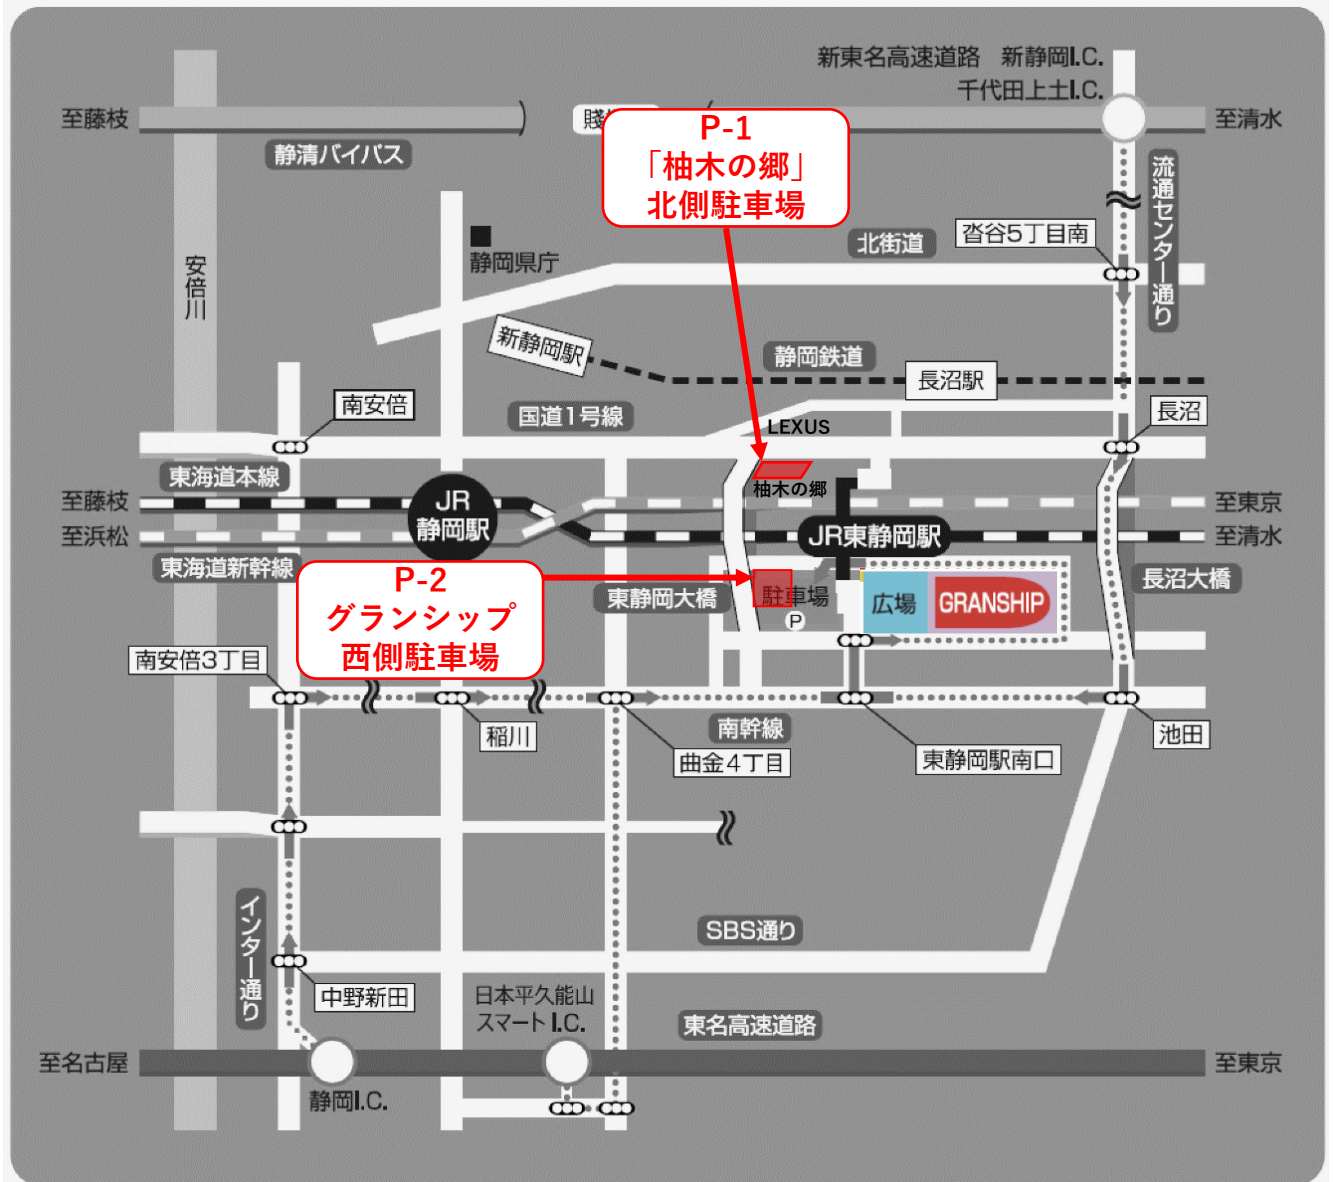 新東名高速道路 新静岡I.C.
千代田上土I.C.
至藤枝
賤
至清水
静清バイパス
P-1
「柚木の郷」
北側駐車場
流通センター通り
沓谷5丁目南
北街道
静岡県庁
安倍川
新静岡駅
静岡鉄道
長沼駅
南安倍
国道1号線
LEXUS
長沼
東海道本線
柚木の郷
至藤枝
JR
静岡駅
至東京
至浜松
JR東静岡駅
至清水
東海道新幹線
P-2
グランシップ
西側駐車場
東静岡大橋
駐車場
P
広場
GRANSHIP
長沼大橋
南安倍3丁目
稲川
南幹線
曲金4丁目
東静岡駅南口
池田
インター通り
SBS通り
中野新田
日本平久能山
スマートI.C.
東名高速道路
至名古屋
至東京
静岡I.C.